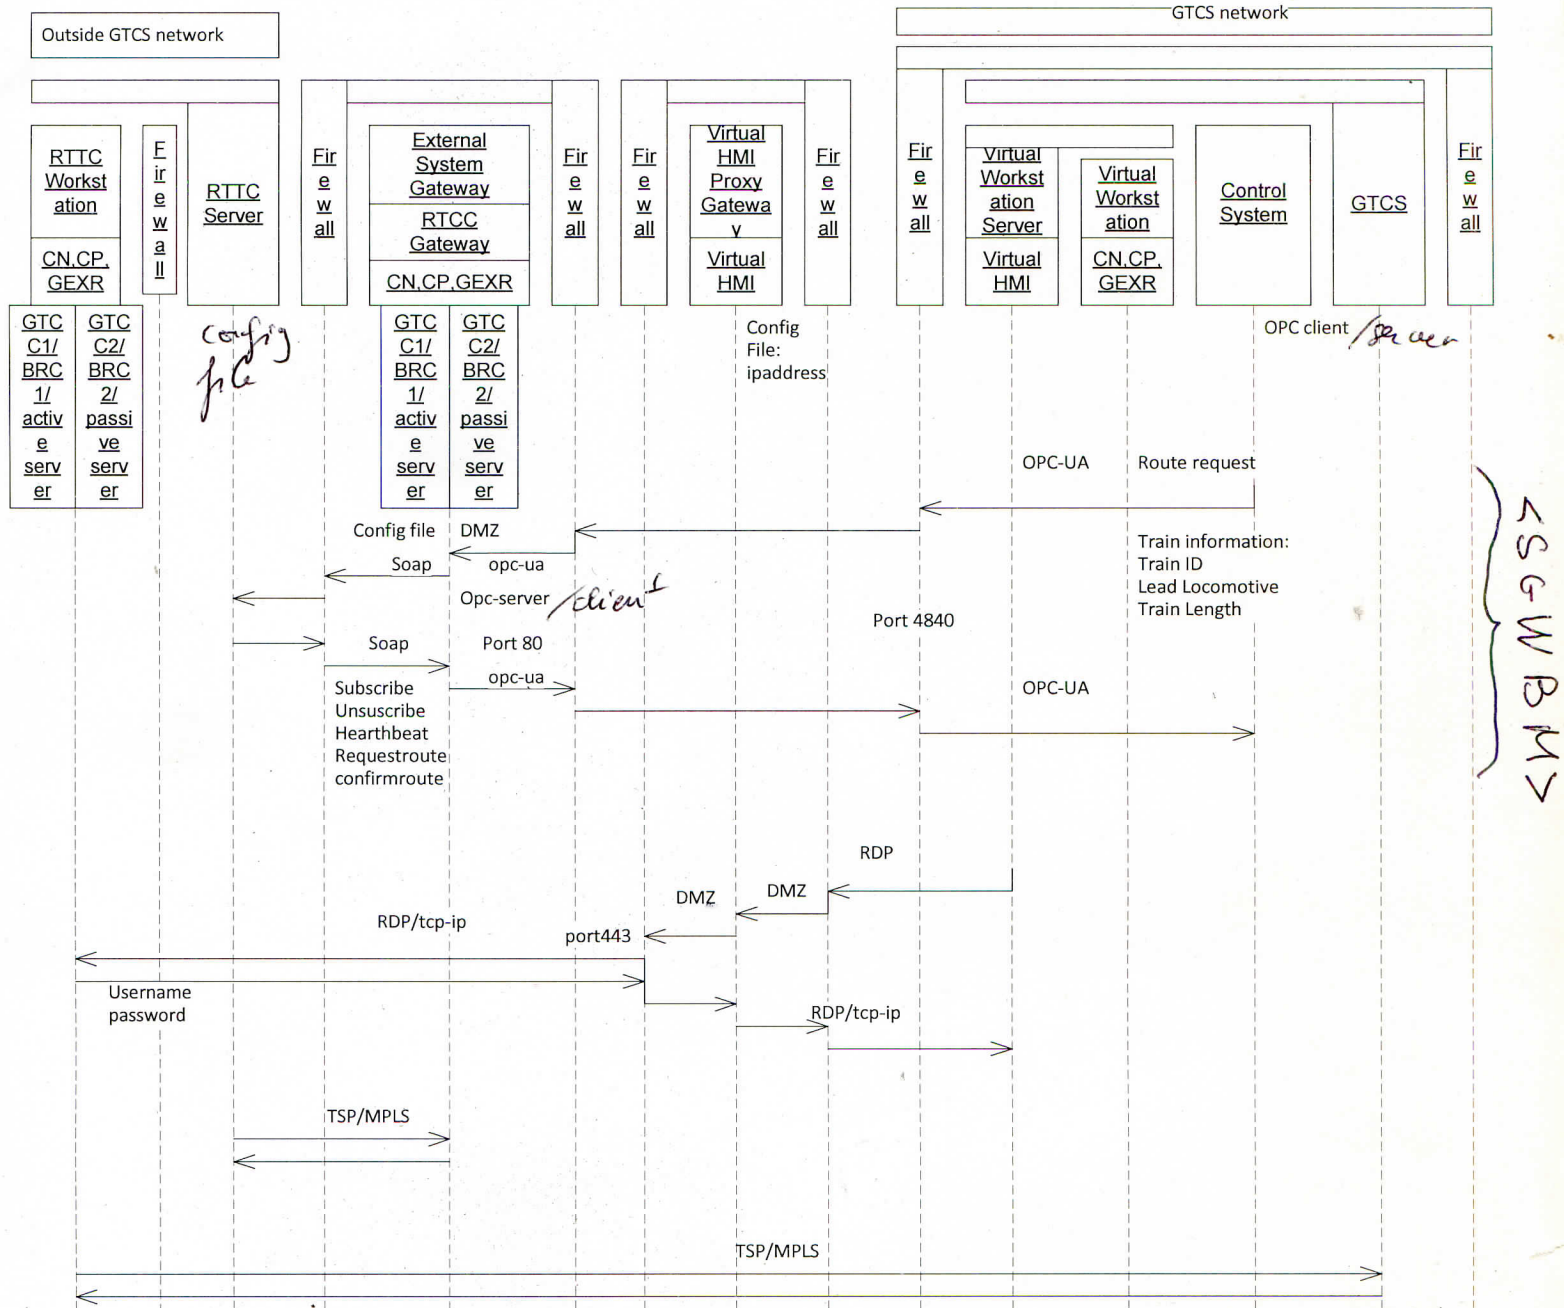 GTCS network
Outside GTCS network
RTTC
Workst
ation
CN,CP,
GEXR
F
ir
e
w
a
ll
RTTC
Server
Fir
e
w
all
External
System
Gateway
RTCC
Gateway
CN,CP,GEXR
Fir
e
w
all
Fir
e
w
all
Virtual
HMI
Proxy
Gatewa
y
Virtual
HMI
Fir
e
w
all
Fir
e
w
all
Virtual
Workst
ation
Server
Virtual
HMI
Virtual
Workst
ation
CN,CP,
GEXR
Control
System
GTCS
Fir
e
w
all
GTC
C1/
BRC
1/
activ
e
serv
er
GTC
C2/
BRC
2/
passi
ve
serv
er
config
file
GTC
C1/
BRC
1/
activ
e
serv
er
GTC
C2/
BRC
2/
passi
ve
serv
er
Config
File:
ipaddress
OPC client /server
OPC-UA
Route request
Config file
DMZ
Soap
opc-ua
Opc-server /client
Train information:
Train ID
Lead Locomotive
Train Length
Port 4840
Soap
Port 80
opc-ua
OPC-UA
Subscribe
Unsuscribe
Hearthbeat
Requestroute
confirmroute
<SGW BM>
RDP
DMZ
DMZ
RDP/tcp-ip
port443
Username
password
RDP/tcp-ip
TSP/MPLS
TSP/MPLS